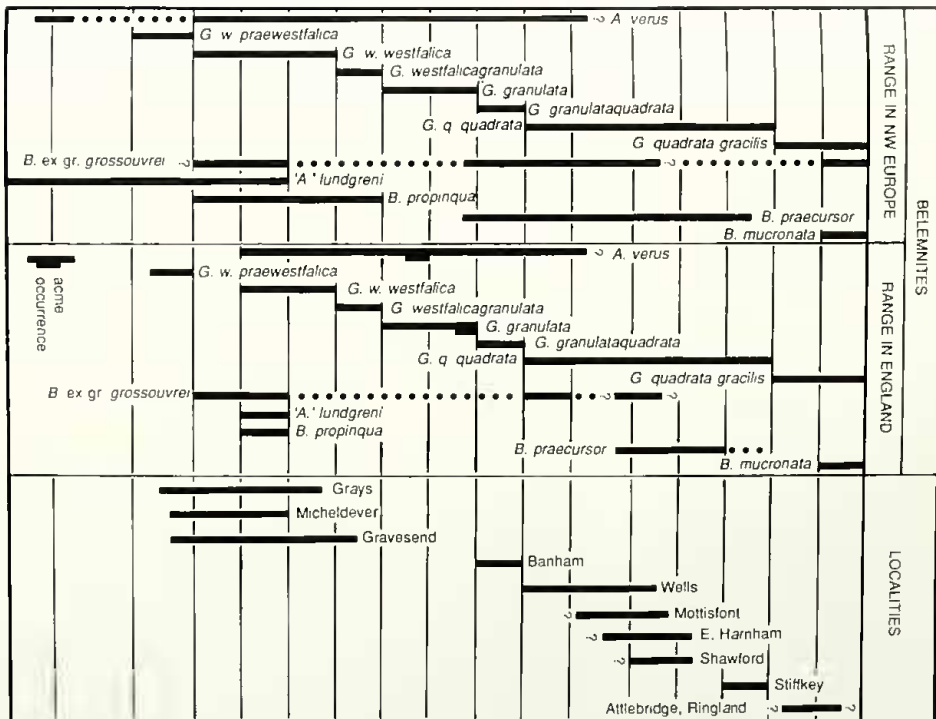 ? A. verus
G w. praewestfalica
G w. westfalica
G. westfalicagranulata
G. granulata
G granulataquadrata
G. q quadrata
G quadrata gracilis
B. ex gr. grossouvrei ? ?
'A.' lundgreni
B. propinqua
B. praecursor
B. mucronata
RANGE IN NW EUROPE
BELEMNITES
? A. verus
G. w. praewestfalica
acme
occurrence
G. w. westfalica
G westfalicagranulata
G. granulata
G. granulataquadrata
G. q quadrata
G quadrata gracilis
B ex gr. grossouvrei ? ?
'A.' lundgreni
B. propinqua
B. praecursor
B. mucronata
RANGE IN ENGLAND
Grays
Micheldever
Gravesend
Banham
Wells
? Mottisfont
? E. Harnham
? Shawford
Stiffkey
Attlebridge, Ringland ? ?
LOCALITIES